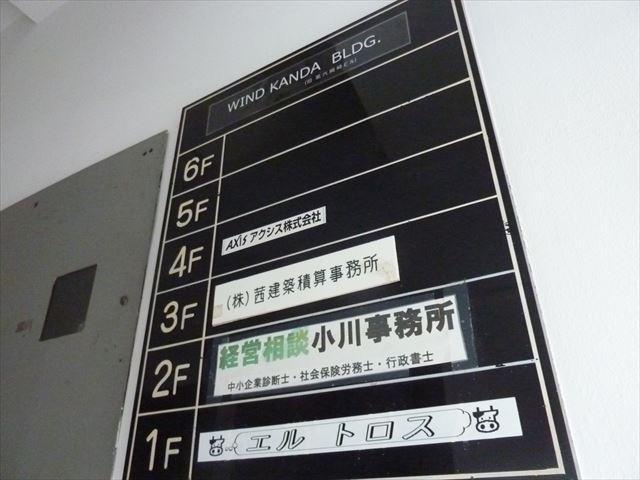 WIND KANDA BLDG.
6F
5F
4F AXIS アクシス株式会社
3F (株)茜建築積算事務所
2F 経営相談小川事務所
中小企業診断士・社会保険労務士・行政書士
1F エル トロス